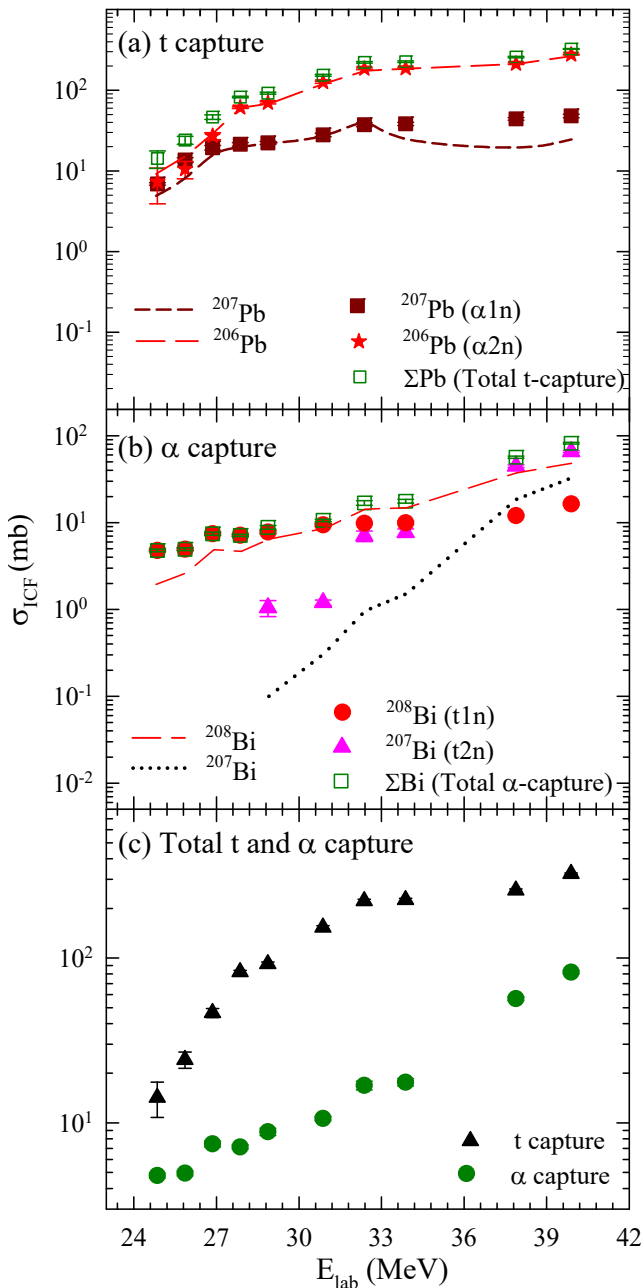 (a) t capture
10²
10¹
10⁰
10⁻¹
²⁰⁷Pb
²⁰⁶Pb
²⁰⁷Pb (α1n)
²⁰⁶Pb (α2n)
ΣPb (Total t-capture)
(b) α capture
10²
10¹
10⁰
10⁻¹
10⁻²
σ_ICF (mb)
²⁰⁸Bi
²⁰⁷Bi
²⁰⁸Bi (t1n)
²⁰⁷Bi (t2n)
ΣBi (Total α-capture)
(c) Total t and α capture
10²
10¹
t capture
α capture
24 27 30 33 36 39 42
E_lab (MeV)